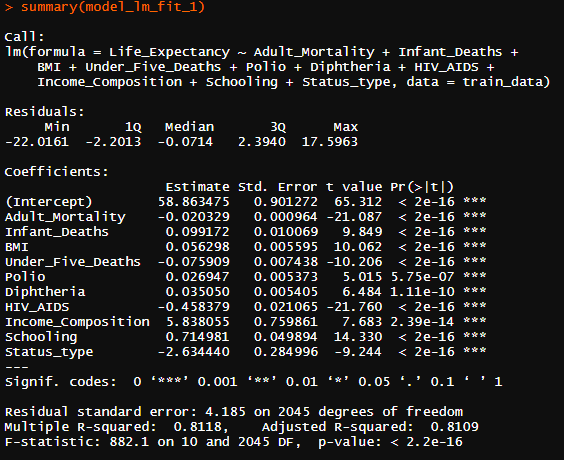 > summary(model_lm_fit_1)
Call:
lm(formula = Life_Expectancy ~ Adult_Mortality + Infant_Deaths +
    BMI + Under_Five_Deaths + Polio + Diphtheria + HIV_AIDS +
    Income_Composition + Schooling + Status_type, data = train_data)
Residuals:
     Min       1Q   Median       3Q      Max
-22.0161  -2.2013  -0.0714   2.3940  17.5963
Coefficients:
                    Estimate Std. Error t value Pr(>|t|)
(Intercept)        58.863475   0.901272  65.312  < 2e-16 ***
Adult_Mortality    -0.020329   0.000964 -21.087  < 2e-16 ***
Infant_Deaths       0.099172   0.010069   9.849  < 2e-16 ***
BMI                 0.056298   0.005595  10.062  < 2e-16 ***
Under_Five_Deaths  -0.075909   0.007438 -10.206  < 2e-16 ***
Polio               0.026947   0.005373   5.015 5.75e-07 ***
Diphtheria          0.035050   0.005405   6.484 1.11e-10 ***
HIV_AIDS           -0.458379   0.021065 -21.760  < 2e-16 ***
Income_Composition  5.838055   0.759861   7.683 2.39e-14 ***
Schooling           0.714981   0.049894  14.330  < 2e-16 ***
Status_type        -2.634440   0.284996  -9.244  < 2e-16 ***
---
Signif. codes:  0 ‘***’ 0.001 ‘**’ 0.01 ‘*’ 0.05 ‘.’ 0.1 ‘ ’ 1
Residual standard error: 4.185 on 2045 degrees of freedom
Multiple R-squared:  0.8118,    Adjusted R-squared:  0.8109
F-statistic: 882.1 on 10 and 2045 DF,  p-value: < 2.2e-16